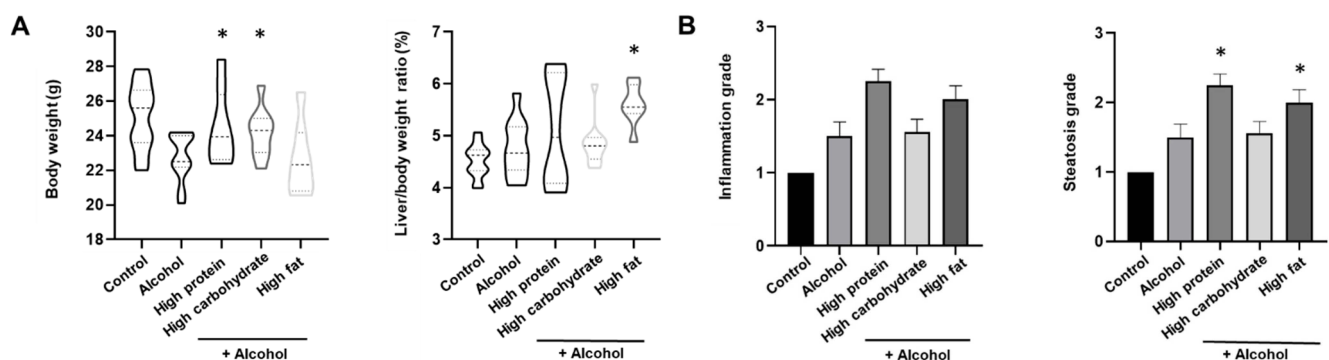 A
Body weight (g)
30
28
26
24
22
20
18
* *
Control
Alcohol
High protein
High carbohydrate
High fat
+ Alcohol
Liver/body weight ratio (%)
7
6
5
4
3
*
Control
Alcohol
High protein
High carbohydrate
High fat
+ Alcohol
B
Inflammation grade
3
2
1
0
Control
Alcohol
High protein
High carbohydrate
High fat
+ Alcohol
Steatosis grade
3
2
1
0
* *
Control
Alcohol
High protein
High carbohydrate
High fat
+ Alcohol